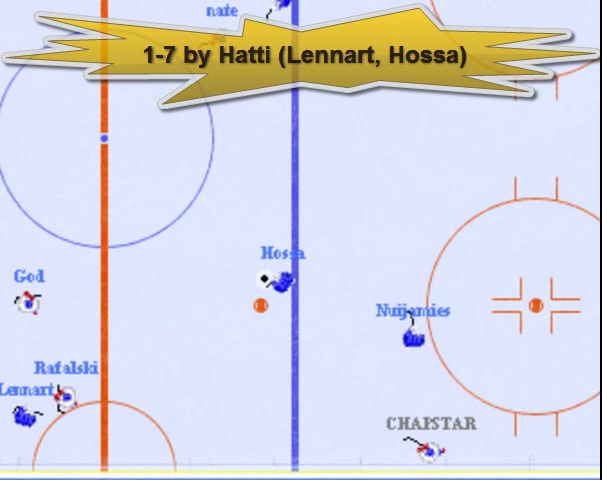 nate
1-7 by Hatti (Lennart, Hossa)
Hossa
God
Nuijamies
Rafalski
Lennart
CHAPSTAR